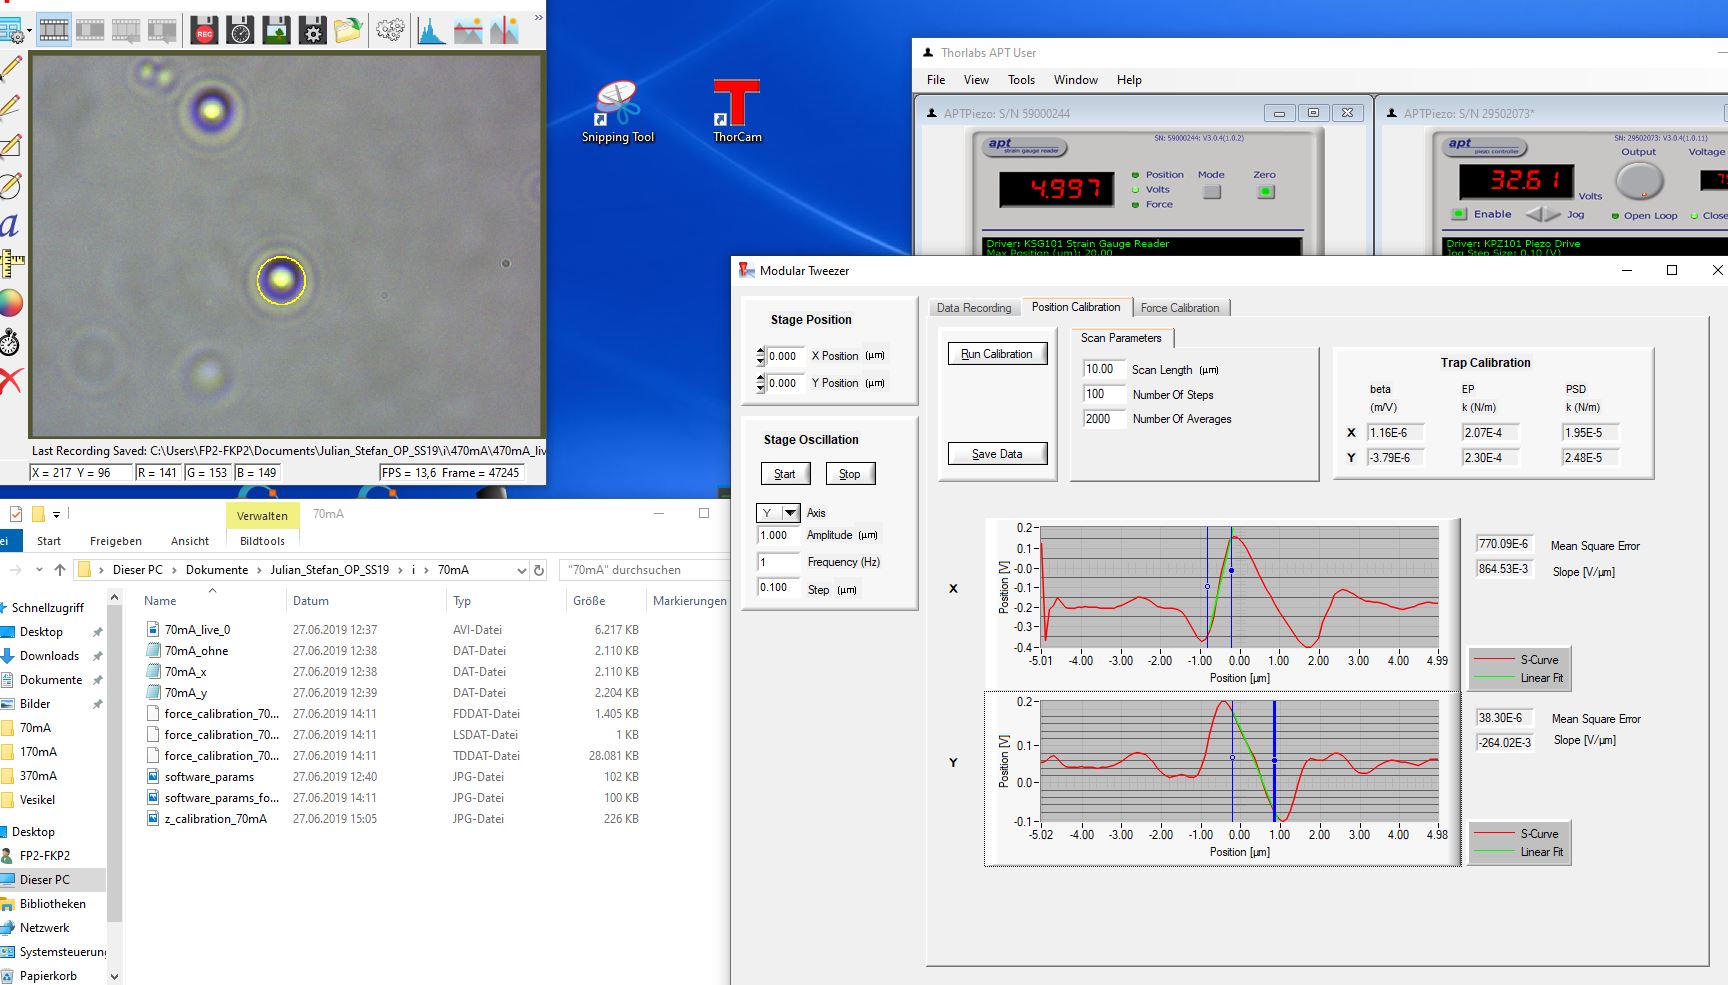 REC
»
a
Last Recording Saved: C:\Users\FP2-FKP2\Documents\Julian_Stefan_OP_SS19\i\470mA\470mA_liv
X = 217 Y = 96
R = 141
G = 153
B = 149
FPS = 13,6 Frame = 47245
Snipping Tool
ThorCam
Thorlabs APT User
File View Tools Window Help
APTPiezo: S/N 59000244
apt
strain gauge reader
SN: 59000244: V3.0.4(1.0.2)
4.997
Position
Volts
Force
Mode
Zero
Driver: KSG101 Strain Gauge Reader
Max Position (um): 20.00
APTPiezo: S/N 29502073*
apt
piezo controller
SN: 29502073: V3.0.4(1.0.11)
Output
Voltage
32.61
Volts
Enable
Jog
Open Loop
Close
Driver: KPZ101 Piezo Drive
Jog Step Size: 0.10 (V)
Modular Tweezer
Stage Position
0.000 X Position (µm)
0.000 Y Position (µm)
Stage Oscillation
Start
Stop
Y Axis
1.000 Amplitude (µm)
1 Frequency (Hz)
0.100 Step (µm)
Data Recording
Position Calibration
Force Calibration
Run Calibration
Save Data
Scan Parameters
10.00 Scan Length (µm)
100 Number Of Steps
2000 Number Of Averages
Trap Calibration
beta EP PSD
(m/V) k (N/m) k (N/m)
X 1.16E-6 2.07E-4 1.95E-5
Y -3.79E-6 2.30E-4 2.48E-5
X
Position [V]
0.2
0.1
-0.0
-0.1
-0.2
-0.3
-0.4
-5.01 -4.00 -3.00 -2.00 -1.00 0.00 1.00 2.00 3.00 4.00 4.99
Position [µm]
770.09E-6 Mean Square Error
864.53E-3 Slope [V/µm]
S-Curve
Linear Fit
Y
Position [V]
0.2
0.1
0.0
-0.1
-5.02 -4.00 -3.00 -2.00 -1.00 0.00 1.00 2.00 3.00 4.00 4.98
Position [µm]
38.30E-6 Mean Square Error
-264.02E-3 Slope [V/µm]
S-Curve
Linear Fit
Verwalten
70mA
ei
Start
Freigeben
Ansicht
Bildtools
Dieser PC > Dokumente > Julian_Stefan_OP_SS19 > i > 70mA
"70mA" durchsuchen
Name Datum Typ Größe Markierungen
70mA_live_0 27.06.2019 12:37 AVI-Datei 6.217 KB
70mA_ohne 27.06.2019 12:38 DAT-Datei 2.110 KB
70mA_x 27.06.2019 12:38 DAT-Datei 2.110 KB
70mA_y 27.06.2019 12:39 DAT-Datei 2.204 KB
force_calibration_70... 27.06.2019 14:11 FDDAT-Datei 1.405 KB
force_calibration_70... 27.06.2019 14:11 LSDAT-Datei 1 KB
force_calibration_70... 27.06.2019 14:11 TDDAT-Datei 28.081 KB
software_params 27.06.2019 12:40 JPG-Datei 102 KB
software_params_fo... 27.06.2019 14:11 JPG-Datei 100 KB
z_calibration_70mA 27.06.2019 15:05 JPG-Datei 226 KB
Schnellzugriff
Desktop
Downloads
Dokumente
Bilder
70mA
170mA
370mA
Vesikel
Desktop
FP2-FKP2
Dieser PC
Bibliotheken
Netzwerk
Systemsteuerung
Papierkorb